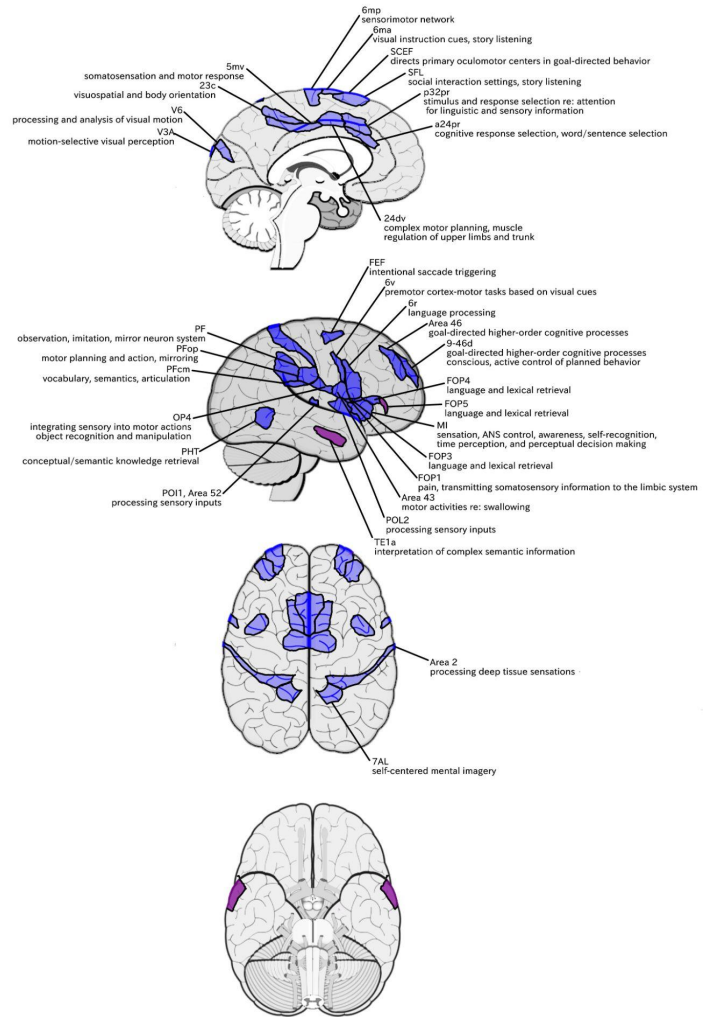 6mp
sensorimotor network
6ma
visual instruction cues, story listening
SCEF
directs primary oculomotor centers in goal-directed behavior
SFL
social interaction settings, story listening
p32pr
stimulus and response selection re: attention
for linguistic and sensory information
a24pr
cognitive response selection, word/sentence selection
5mv
somatosensation and motor response
23c
visuospatial and body orientation
V6
processing and analysis of visual motion
V3A
motion-selective visual perception
24dv
complex motor planning, muscle
regulation of upper limbs and trunk
FEF
intentional saccade triggering
6v
premotor cortex-motor tasks based on visual cues
6r
language processing
Area 46
goal-directed higher-order cognitive processes
9-46d
goal-directed higher-order cognitive processes
conscious, active control of planned behavior
PF
observation, imitation, mirror neuron system
PFop
motor planning and action, mirroring
PFcm
vocabulary, semantics, articulation
OP4
integrating sensory into motor actions
object recognition and manipulation
PHT
conceptual/semantic knowledge retrieval
POI1, Area 52
processing sensory inputs
FOP4
language and lexical retrieval
FOP5
language and lexical retrieval
MI
sensation, ANS control, awareness, self-recognition,
time perception, and perceptual decision making
FOP3
language and lexical retrieval
FOP1
pain, transmitting somatosensory information to the limbic system
Area 43
motor activities re: swallowing
POL2
processing sensory inputs
TE1a
interpretation of complex semantic information
Area 2
processing deep tissue sensations
7AL
self-centered mental imagery